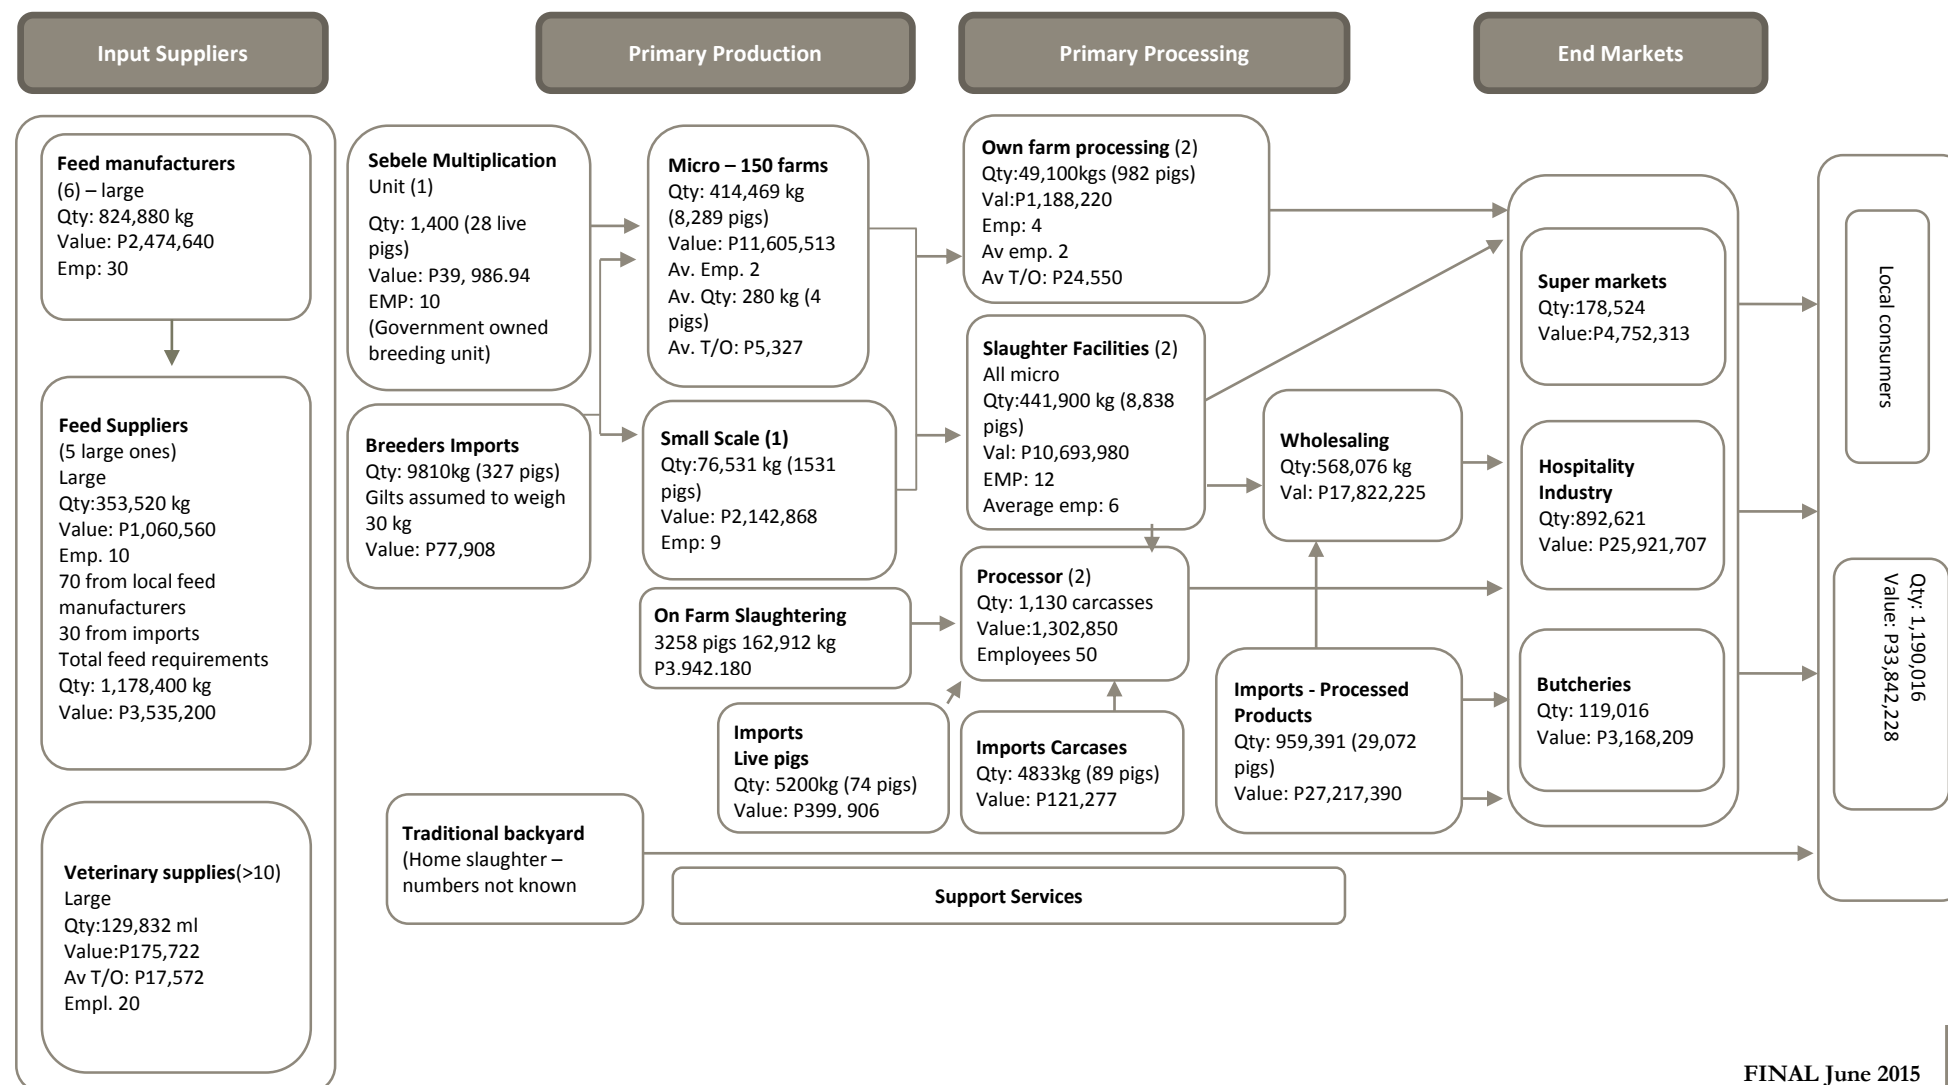 Input Suppliers
Primary Production
Primary Processing
End Markets
Feed manufacturers
(6) – large
Qty: 824,880 kg
Value: P2,474,640
Emp: 30
Feed Suppliers
(5 large ones)
Large
Qty:353,520 kg
Value: P1,060,560
Emp. 10
70 from local feed
manufacturers
30 from imports
Total feed requirements
Qty: 1,178,400 kg
Value: P3,535,200
Veterinary supplies(>10)
Large
Qty:129,832 ml
Value:P175,722
Av T/O: P17,572
Empl. 20
Sebele Multiplication
Unit (1)
Qty: 1,400 (28 live
pigs)
Value: P39, 986.94
EMP: 10
(Government owned
breeding unit)
Breeders Imports
Qty: 9810kg (327 pigs)
Gilts assumed to weigh
30 kg
Value: P77,908
Micro – 150 farms
Qty: 414,469 kg
(8,289 pigs)
Value: P11,605,513
Av. Emp. 2
Av. Qty: 280 kg (4
pigs)
Av. T/O: P5,327
Small Scale (1)
Qty:76,531 kg (1531
pigs)
Value: P2,142,868
Emp: 9
On Farm Slaughtering
3258 pigs 162,912 kg
P3.942.180
Imports
Live pigs
Qty: 5200kg (74 pigs)
Value: P399, 906
Traditional backyard
(Home slaughter –
numbers not known
Own farm processing (2)
Qty:49,100kgs (982 pigs)
Val:P1,188,220
Emp: 4
Av emp. 2
Av T/O: P24,550
Slaughter Facilities (2)
All micro
Qty:441,900 kg (8,838
pigs)
Val: P10,693,980
EMP: 12
Average emp: 6
Processor (2)
Qty: 1,130 carcasses
Value:1,302,850
Employees 50
Imports Carcases
Qty: 4833kg (89 pigs)
Value: P121,277
Wholesaling
Qty:568,076 kg
Val: P17,822,225
Imports - Processed
Products
Qty: 959,391 (29,072
pigs)
Value: P27,217,390
Super markets
Qty:178,524
Value:P4,752,313
Hospitality
Industry
Qty:892,621
Value: P25,921,707
Butcheries
Qty: 119,016
Value: P3,168,209
Local consumers
Qty: 1,190,016
Value: P33,842,228
Support Services
FINAL June 2015